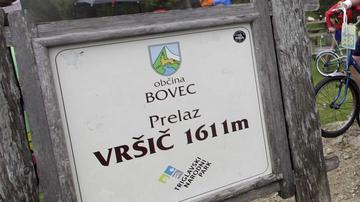 občina
BOVEC
Prelaz
VRŠIČ 1611m
TRIGLAVSKI
NARODNI
PARK